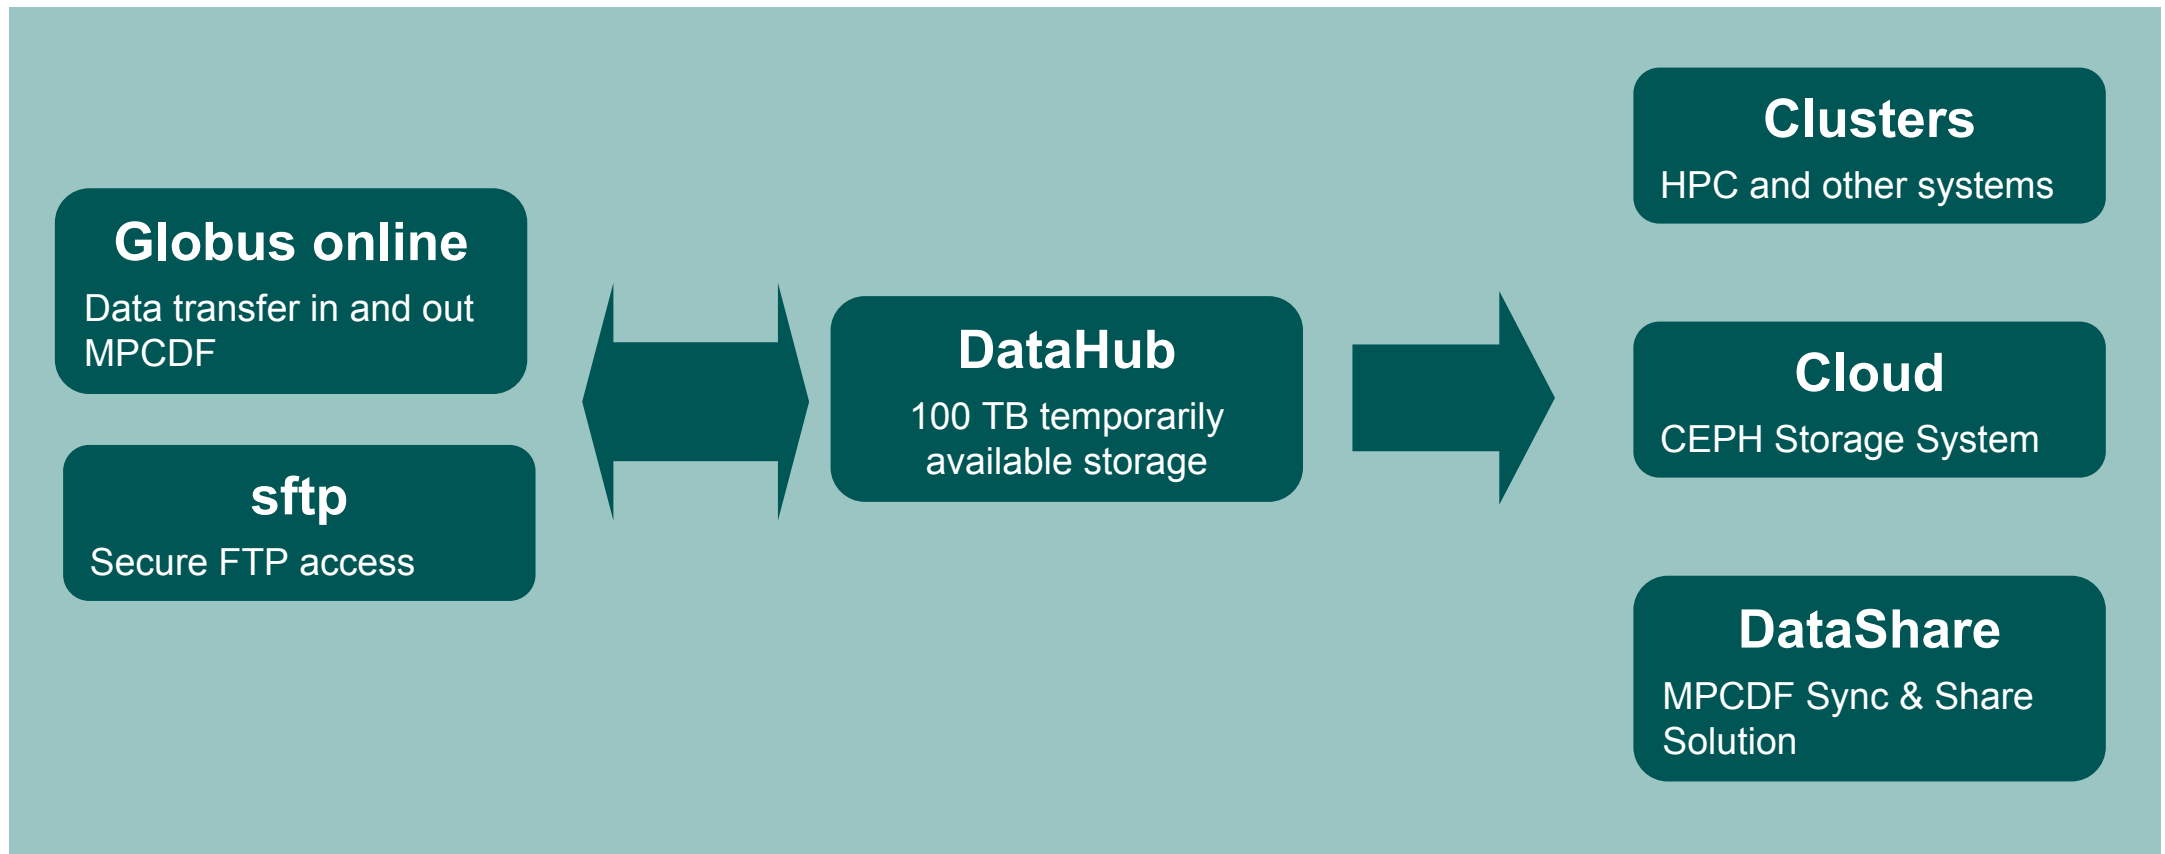 Globus online
Data transfer in and out
MPCDF
sftp
Secure FTP access
DataHub
100 TB temporarily
available storage
Clusters
HPC and other systems
Cloud
CEPH Storage System
DataShare
MPCDF Sync & Share
Solution